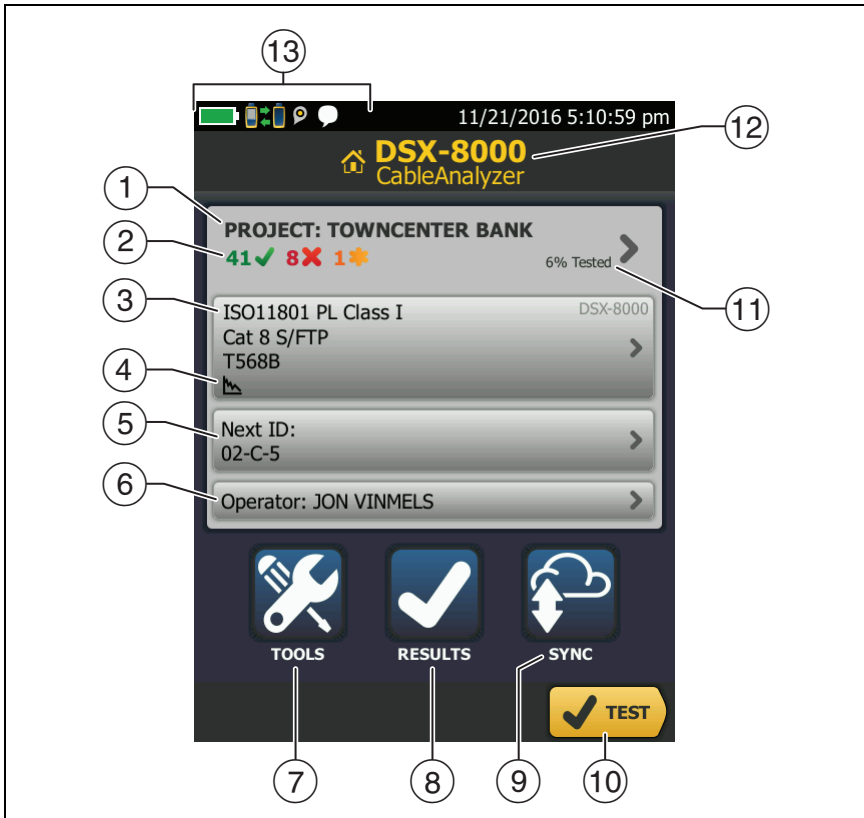 13
11/21/2016 5:10:59 pm
DSX-8000
12
CableAnalyzer
1
PROJECT: TOWNCENTER BANK
2
41 8 1
6% Tested
11
3
ISO11801 PL Class I
DSX-8000
Cat 8 S/FTP
T568B
4
5
Next ID:
02-C-5
6
Operator: JON VINMELS
TOOLS
RESULTS
SYNC
TEST
7
8
9
10